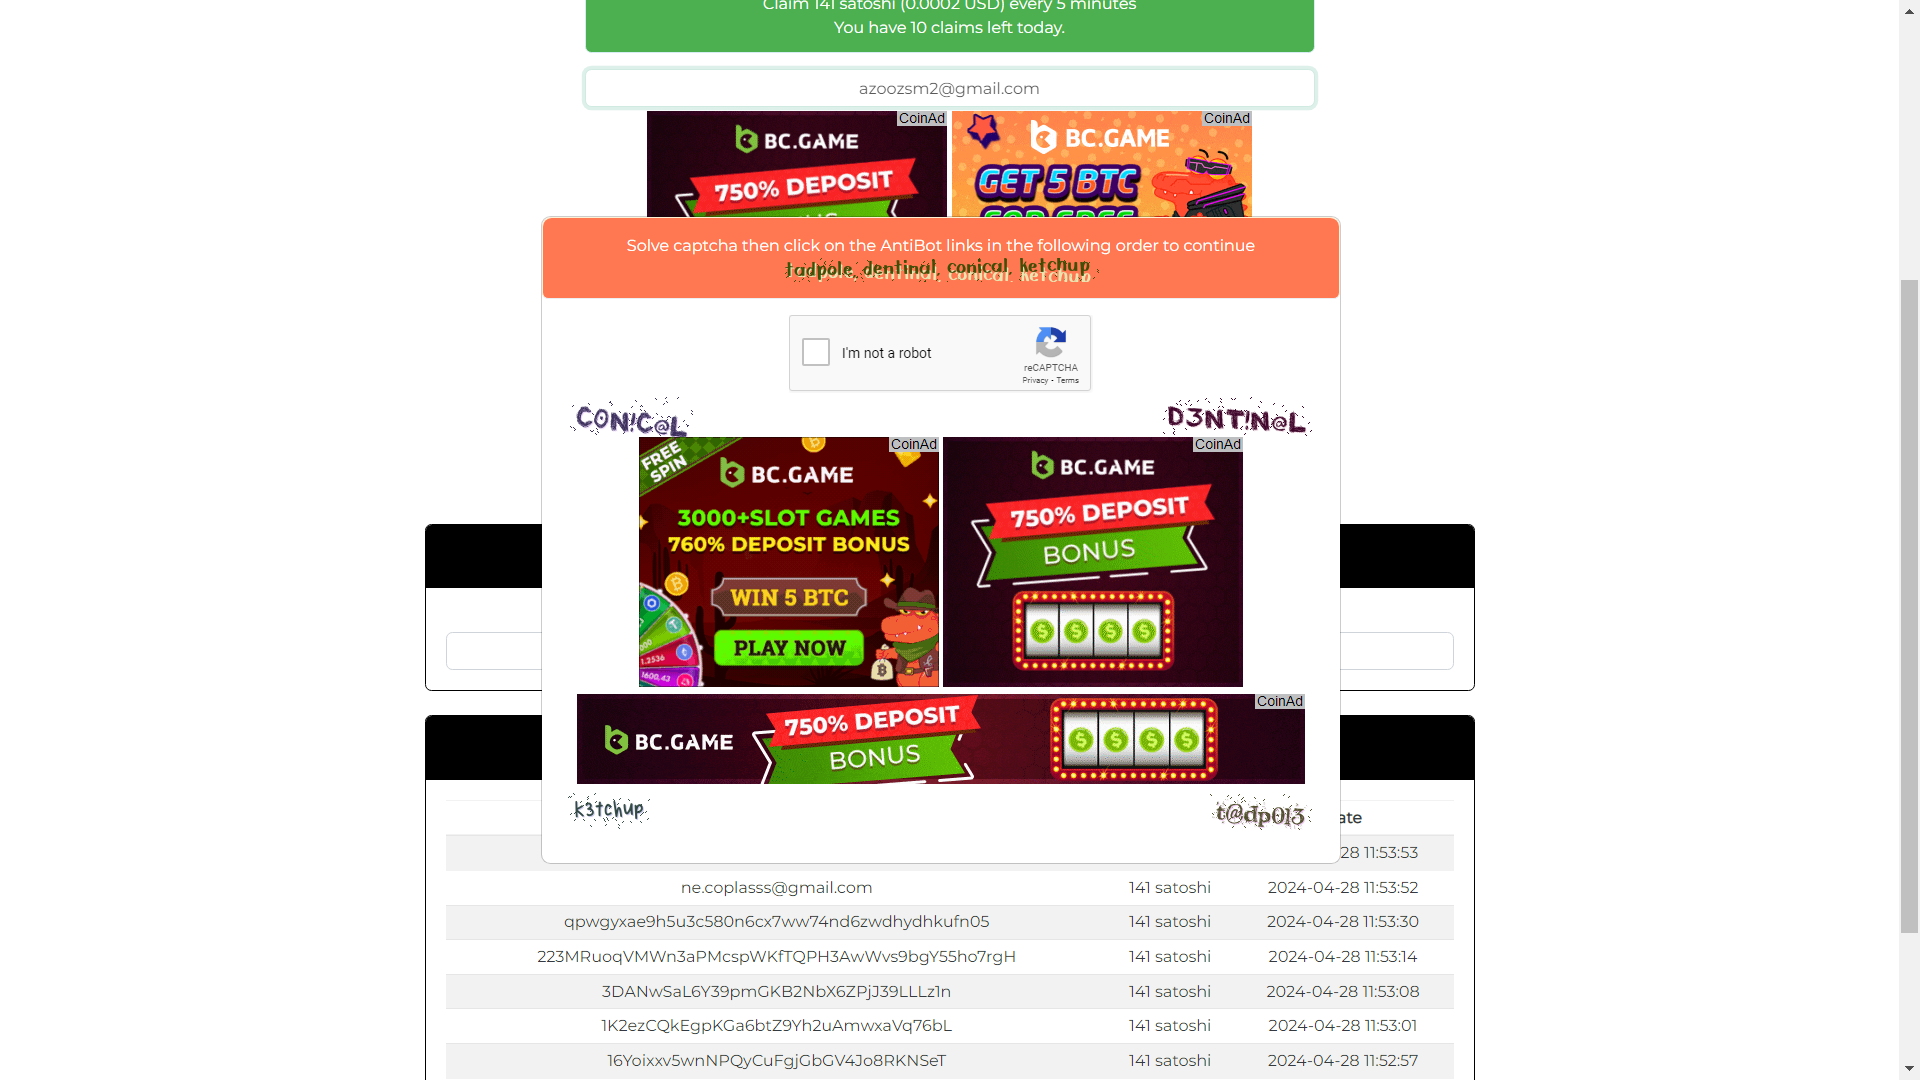 Claim 141 satoshi (0.0002 USD) every 5 minutes
You have 10 claims left today.
azoozsm2@gmail.com
CoinAd
BC.GAME
750% DEPOSIT
CoinAd
BC.GAME
GET 5 BTC
FOR FREE
Solve captcha then click on the AntiBot links in the following order to continue
tadpole, dentinal, conical, ketchup
I'm not a robot
reCAPTCHA
Privacy - Terms
CON!C@L
D3NT!N@L
CoinAd
FREE SPIN
BC.GAME
3000+SLOT GAMES
760% DEPOSIT BONUS
WIN 5 BTC
PLAY NOW
1.2536
1600,43
CoinAd
BC.GAME
750% DEPOSIT
BONUS
CoinAd
BC.GAME
750% DEPOSIT
BONUS
k3tchup
t@dp0l3
ate
28 11:53:53
ne.coplasss@gmail.com 141 satoshi 2024-04-28 11:53:52
qpwgyxae9h5u3c580n6cx7ww74nd6zwdhydhkufn05 141 satoshi 2024-04-28 11:53:30
223MRuoqVMWn3aPMcspWKfTQPH3AwWvs9bgY55ho7rgH 141 satoshi 2024-04-28 11:53:14
3DANwSaL6Y39pmGKB2NbX6ZPjJ39LLLz1n 141 satoshi 2024-04-28 11:53:08
1K2ezCQkEgpKGa6btZ9Yh2uAmwxaVq76bL 141 satoshi 2024-04-28 11:53:01
16Yoixxv5wnNPQyCuFgjGbGV4Jo8RKNSeT 141 satoshi 2024-04-28 11:52:57